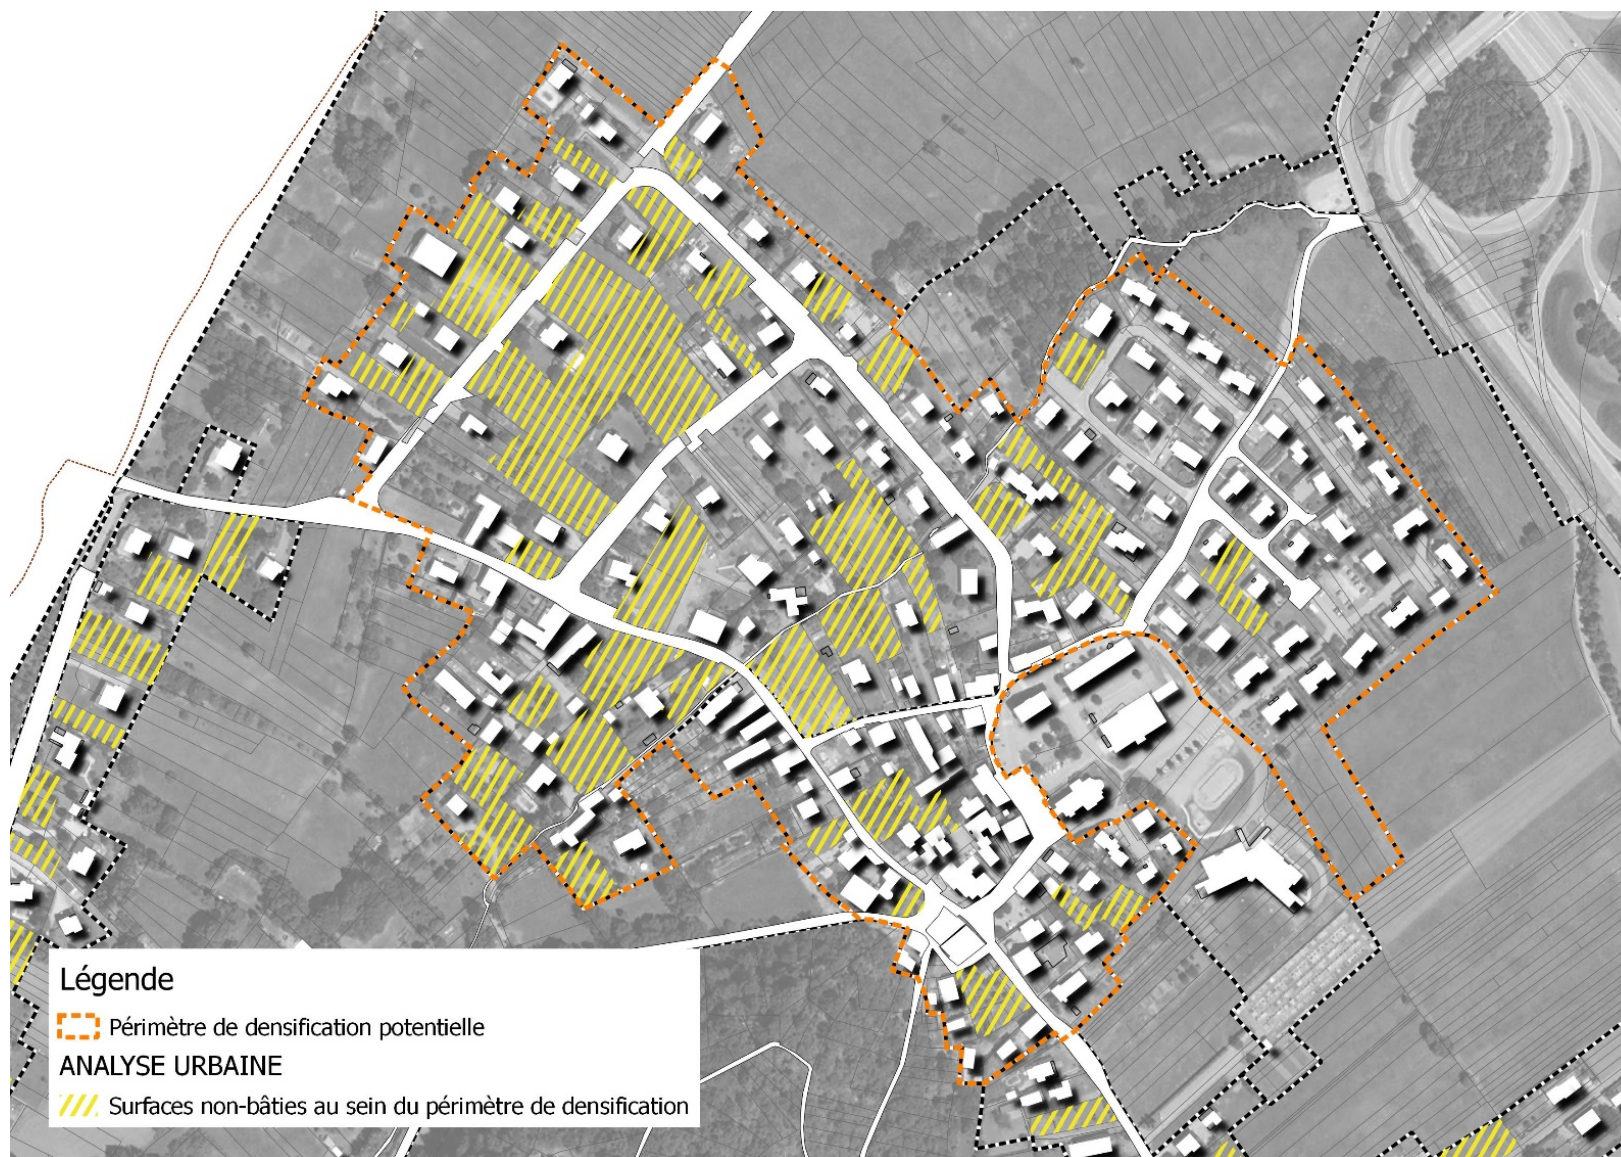 Légende
Périmètre de densification potentielle
ANALYSE URBAINE
Surfaces non-bâties au sein du périmètre de densification